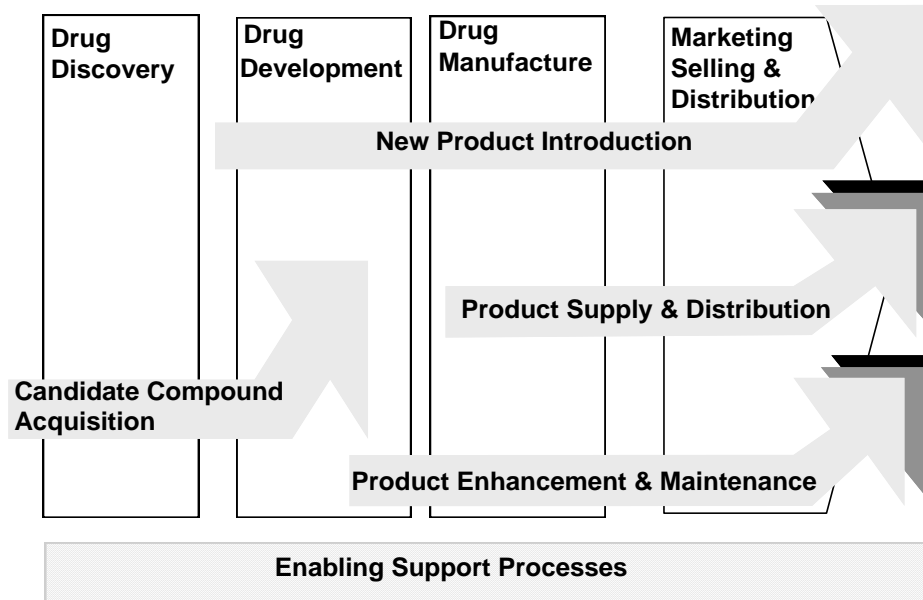 Drug
Discovery
Drug
Development
Drug
Manufacture
Marketing
Selling &
Distribution
New Product Introduction
Product Supply & Distribution
Candidate Compound
Acquisition
Product Enhancement & Maintenance
Enabling Support Processes